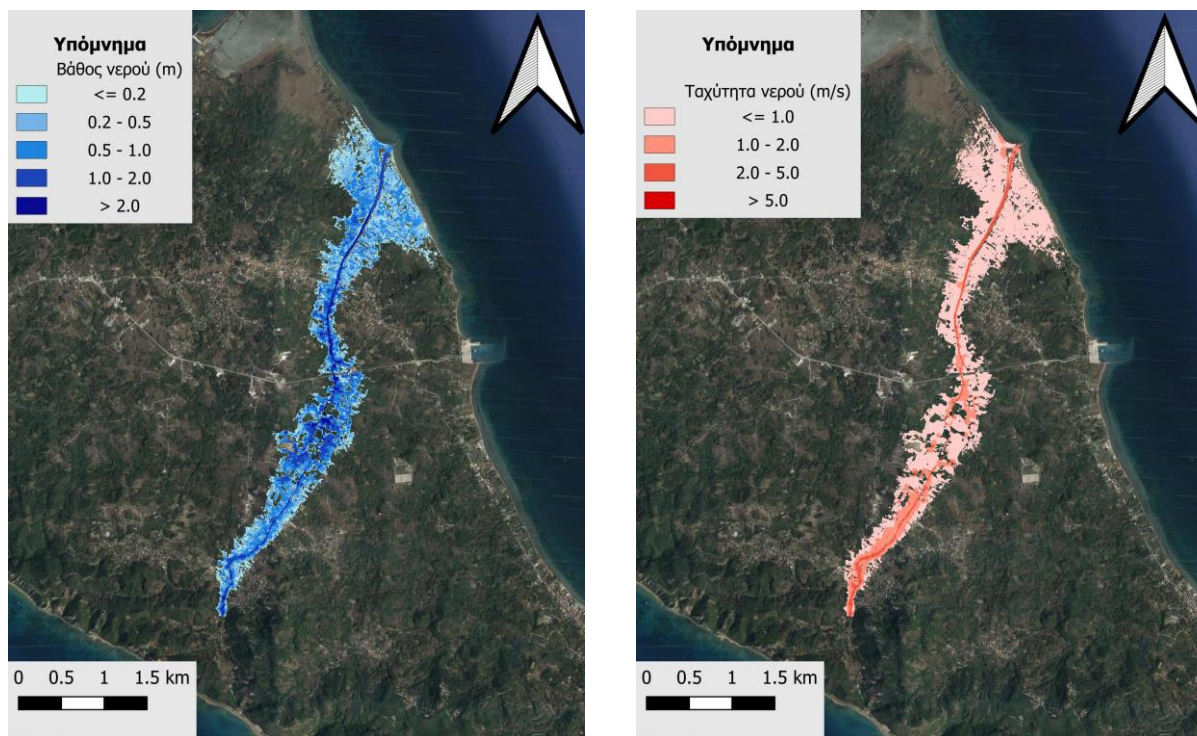 Υπόμνημα
Βάθος νερού (m)
<= 0.2
0.2 - 0.5
0.5 - 1.0
1.0 - 2.0
> 2.0
0 0.5 1 1.5 km
Υπόμνημα
Ταχύτητα νερού (m/s)
<= 1.0
1.0 - 2.0
2.0 - 5.0
> 5.0
0 0.5 1 1.5 km